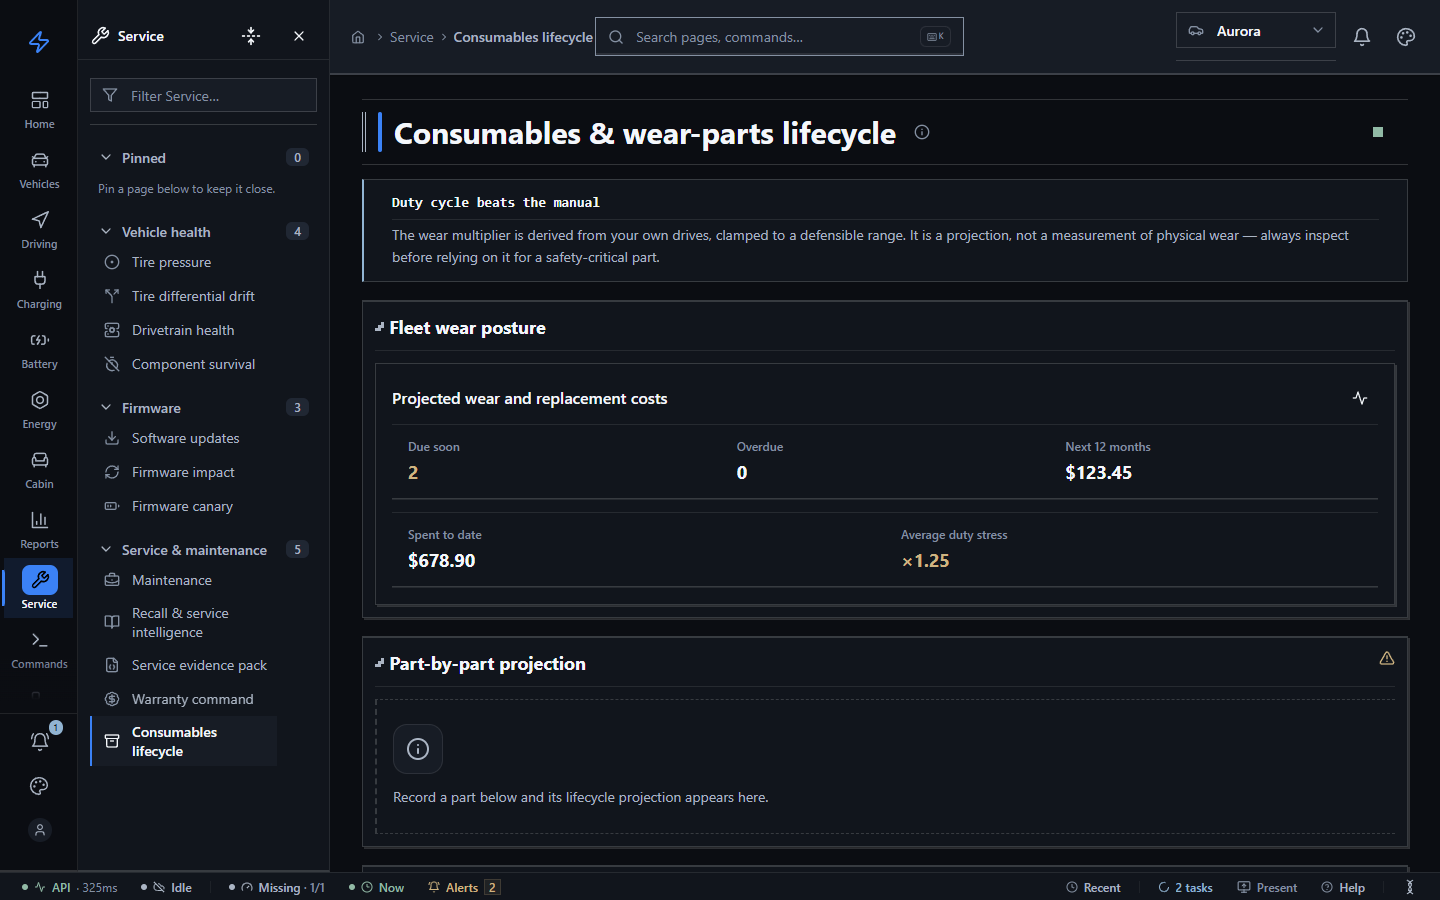 Home
Vehicles
Driving
Charging
Battery
Energy
Cabin
Reports
Service
Commands
1
Service
Filter Service...
Pinned 0
Pin a page below to keep it close.
Vehicle health 4
Tire pressure
Tire differential drift
Drivetrain health
Component survival
Firmware 3
Software updates
Firmware impact
Firmware canary
Service & maintenance 5
Maintenance
Recall & service
intelligence
Service evidence pack
Warranty command
Consumables
lifecycle
Service
Consumables lifecycle
Search pages, commands...
K
Aurora
Consumables & wear-parts lifecycle
Duty cycle beats the manual
The wear multiplier is derived from your own drives, clamped to a defensible range. It is a projection, not a measurement of physical wear — always inspect
before relying on it for a safety-critical part.
Fleet wear posture
Projected wear and replacement costs
Due soon Overdue Next 12 months
2 0 $123.45
Spent to date Average duty stress
$678.90 ×1.25
Part-by-part projection
Record a part below and its lifecycle projection appears here.
API · 325ms Idle Missing · 1/1 Now Alerts 2 Recent 2 tasks Present Help